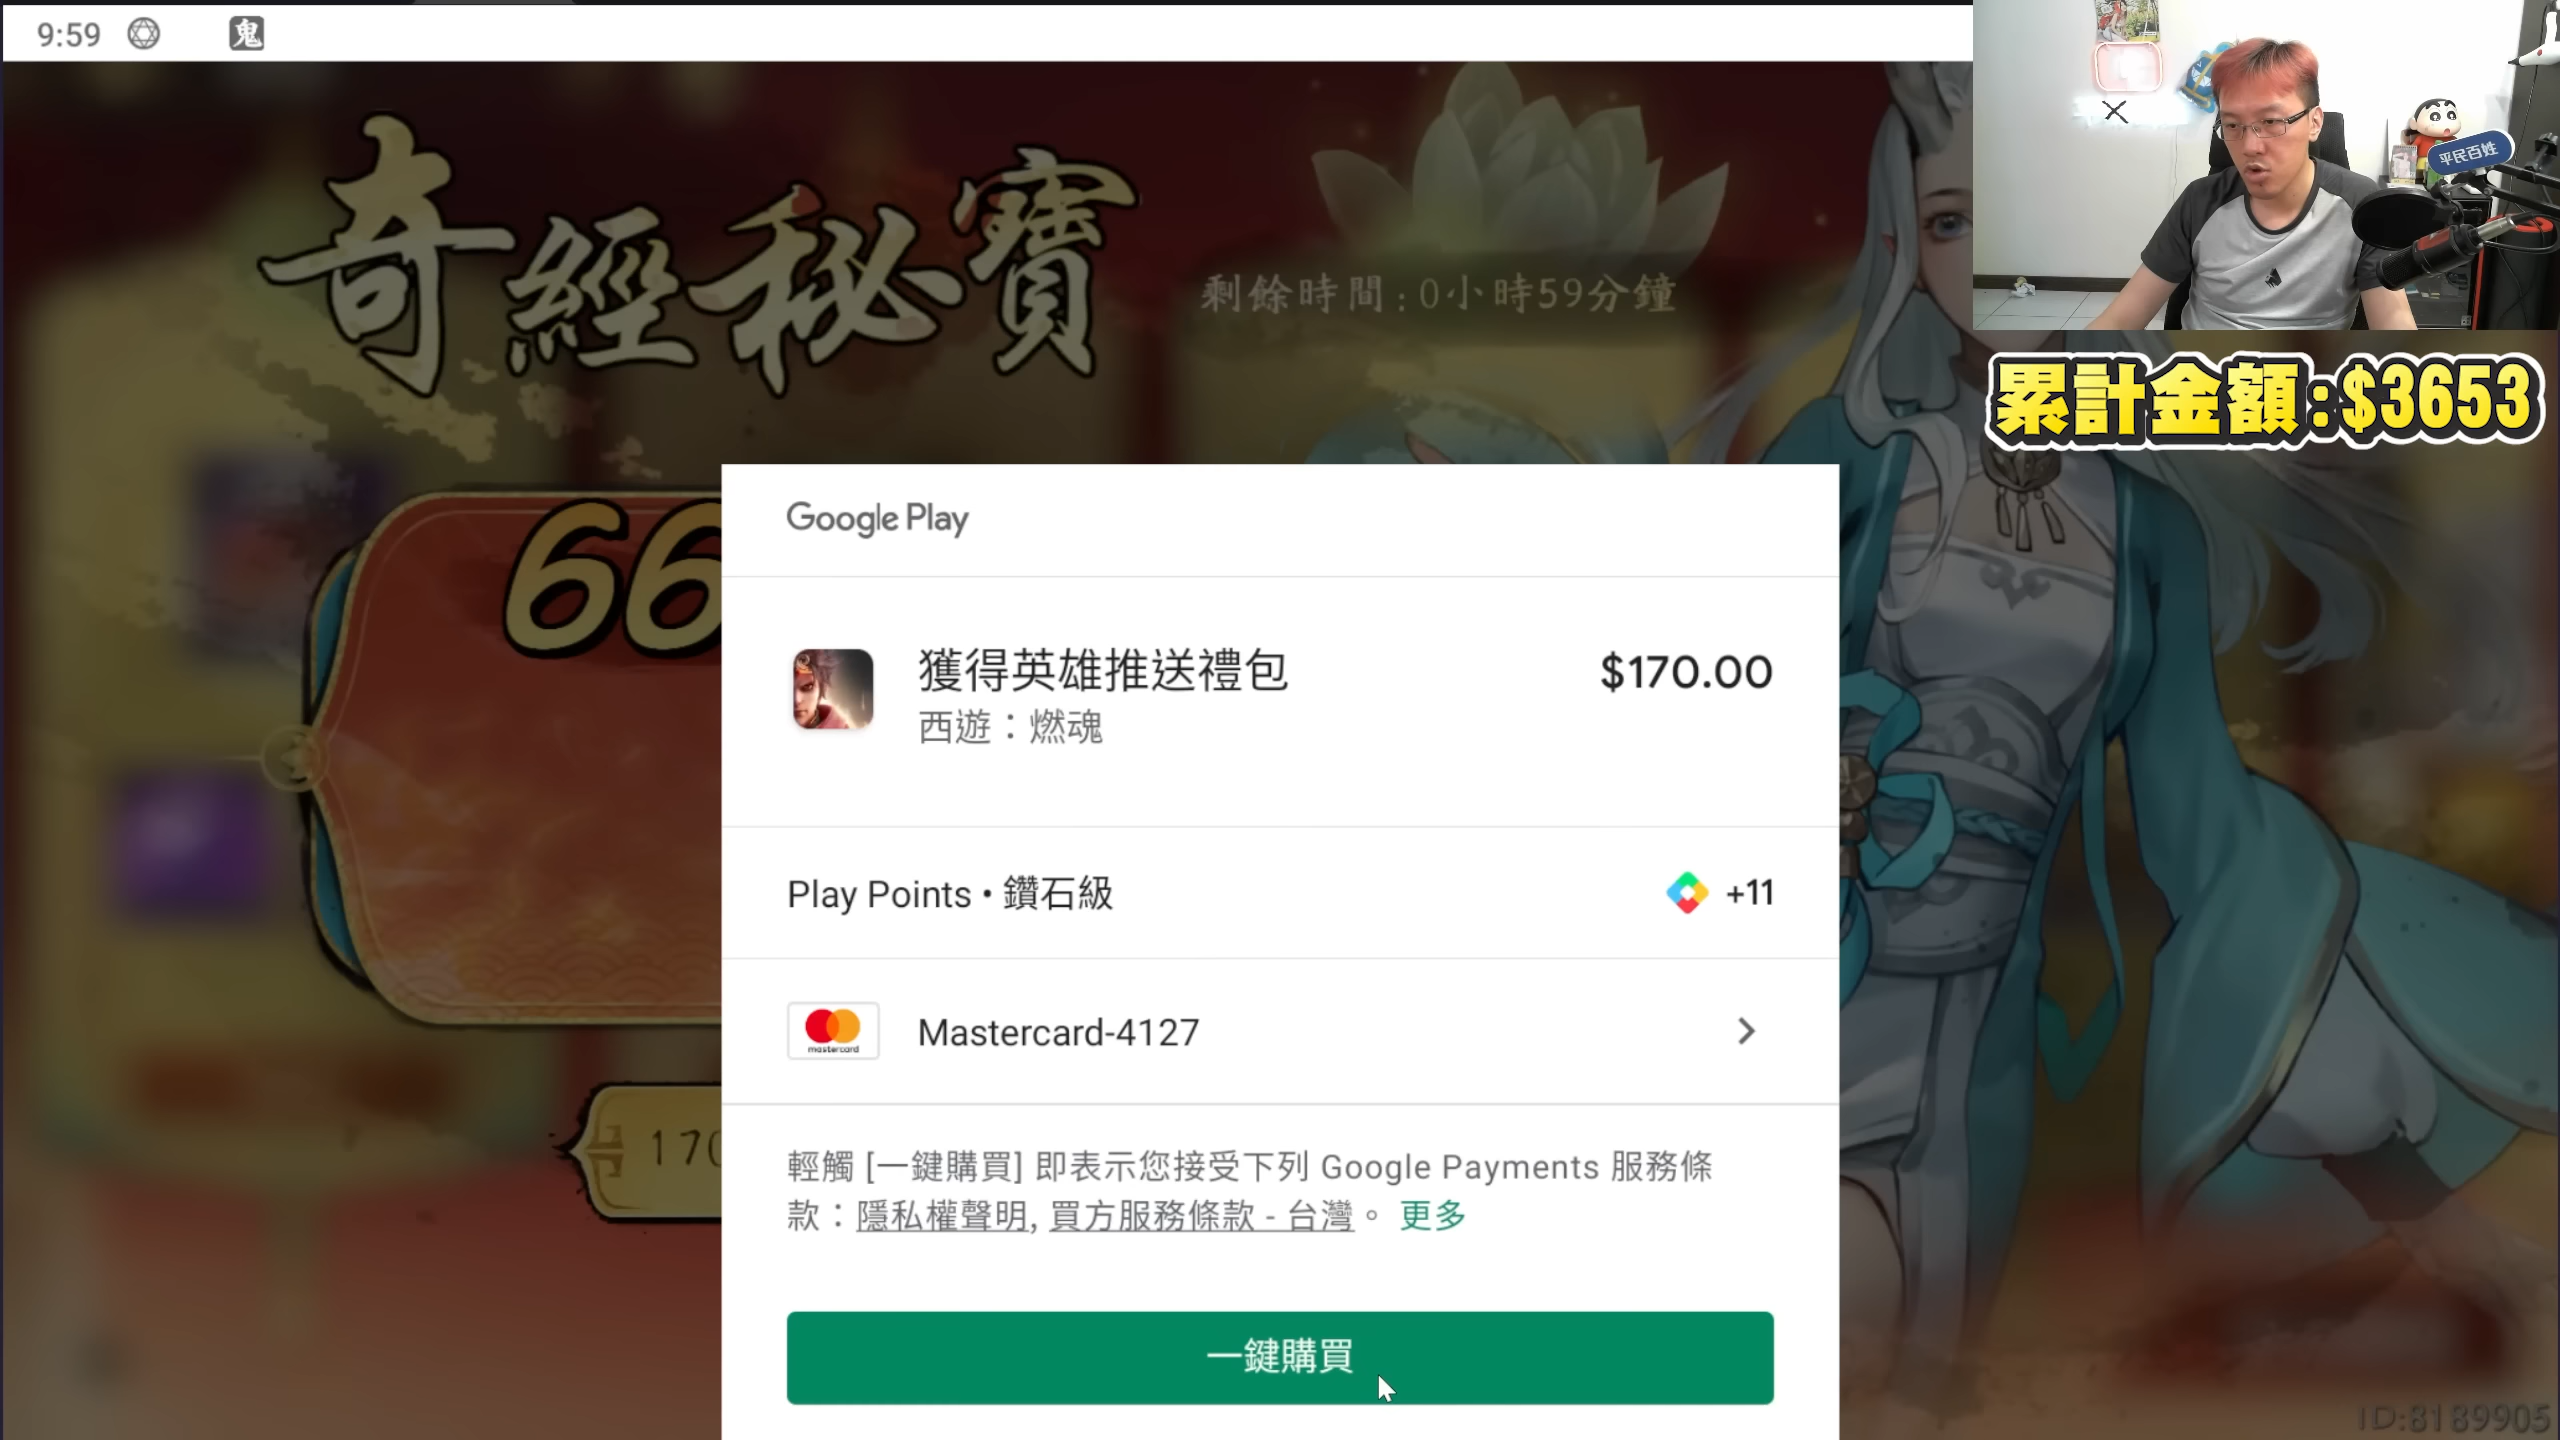 9:59
鬼
奇經秘寶
剩餘時間:0小時59分鐘
平民百姓
累計金額:$3653
66
Google Play
獲得英雄推送禮包
$170.00
西遊：燃魂
Play Points • 鑽石級
+11
mastercard
Mastercard-4127
170
輕觸 [一鍵購買] 即表示您接受下列 Google Payments 服務條
款：隱私權聲明, 買方服務條款 - 台灣。 更多
一鍵購買
ID:8189905